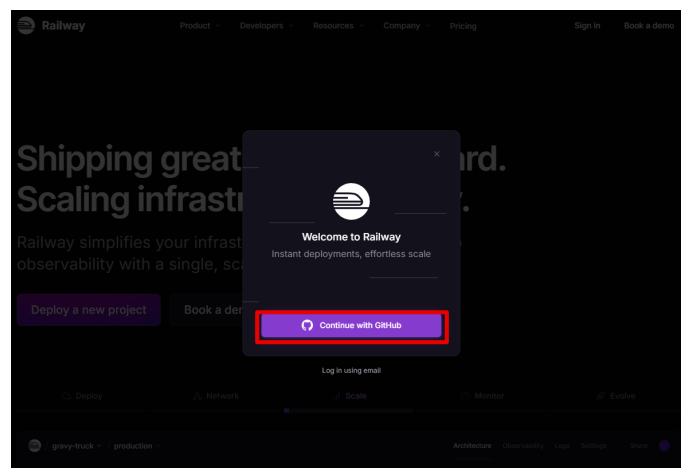 Railway
Product
Developers
Resources
Company
Pricing
Sign In
Book a demo
Shipping great
rd.
Scaling infrastr
.
Railway simplifies your infrast
observability with a single, sca
Deploy a new project
Book a der
Welcome to Railway
Instant deployments, effortless scale
Continue with GitHub
Log in using email
Deploy
Network
Scale
Monitor
Evolve
gravy-truck
/ production
Architecture
Observability
Logs
Settings
Share